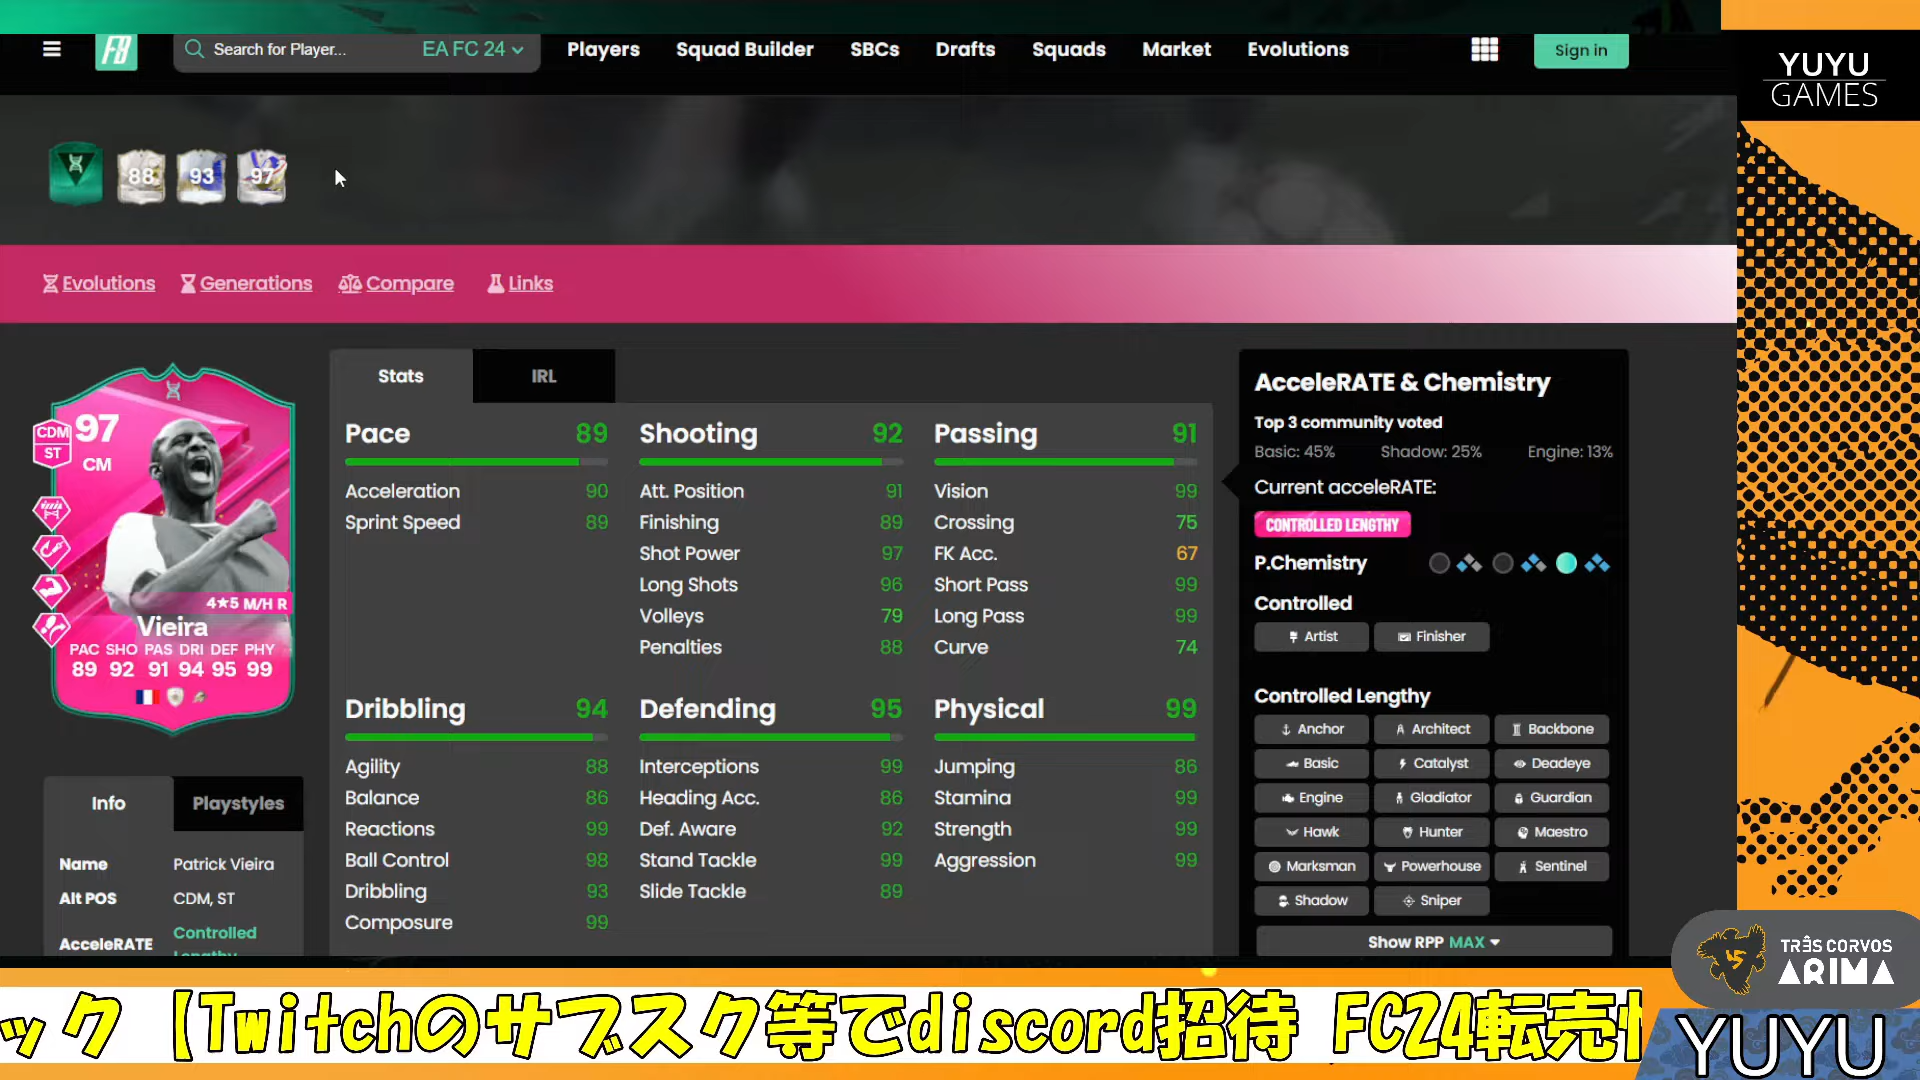 FB
Search for Player...
EA FC 24
Players
Squad Builder
SBCs
Drafts
Squads
Market
Evolutions
Sign in
YUYU
GAMES
88
93
97
Evolutions
Generations
Compare
Links
CDM
ST
97
CM
4★5 M/H R
Vieira
PAC SHO PAS DRI DEF PHY
89 92 91 94 95 99
Info
Playstyles
Name Patrick Vieira
Alt POS CDM, ST
AcceleRATE Controlled
Lengthy
Stats
IRL
Pace 89
Acceleration 90
Sprint Speed 89
Shooting 92
Att. Position 91
Finishing 89
Shot Power 97
Long Shots 96
Volleys 79
Penalties 88
Passing 91
Vision 99
Crossing 75
FK Acc. 67
Short Pass 99
Long Pass 99
Curve 74
Dribbling 94
Agility 88
Balance 86
Reactions 99
Ball Control 98
Dribbling 93
Composure 99
Defending 95
Interceptions 99
Heading Acc. 86
Def. Aware 92
Stand Tackle 99
Slide Tackle 89
Physical 99
Jumping 86
Stamina 99
Strength 99
Aggression 99
AcceleRATE & Chemistry
Top 3 community voted
Basic: 45% Shadow: 25% Engine: 13%
Current acceleRATE:
CONTROLLED LENGTHY
P.Chemistry
Controlled
Artist Finisher
Controlled Lengthy
Anchor Architect Backbone
Basic Catalyst Deadeye
Engine Gladiator Guardian
Hawk Hunter Maestro
Marksman Powerhouse Sentinel
Shadow Sniper
Show RPP MAX
TRÊS CORVOS
ARIMA
ック 【Twitchのサブスク等でdiscord招待 FC24転売
YUYU